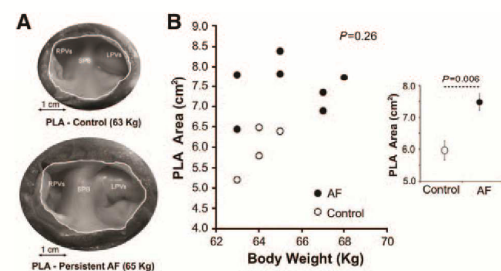 A
RPVs
SPB
LPVs
1 cm
PLA - Control (63 Kg)
RPVs
SPB
LPVs
1 cm
PLA - Persistent AF (65 Kg)
B
P=0.26
PLA Area (cm²)
9.0
8.5
8.0
7.5
7.0
6.5
6.0
5.5
5.0
4.5
4.0
AF
Control
62 64 66 68 70
Body Weight (Kg)
P=0.006
PLA Area (cm²)
8.0
7.0
6.0
5.0
Control AF